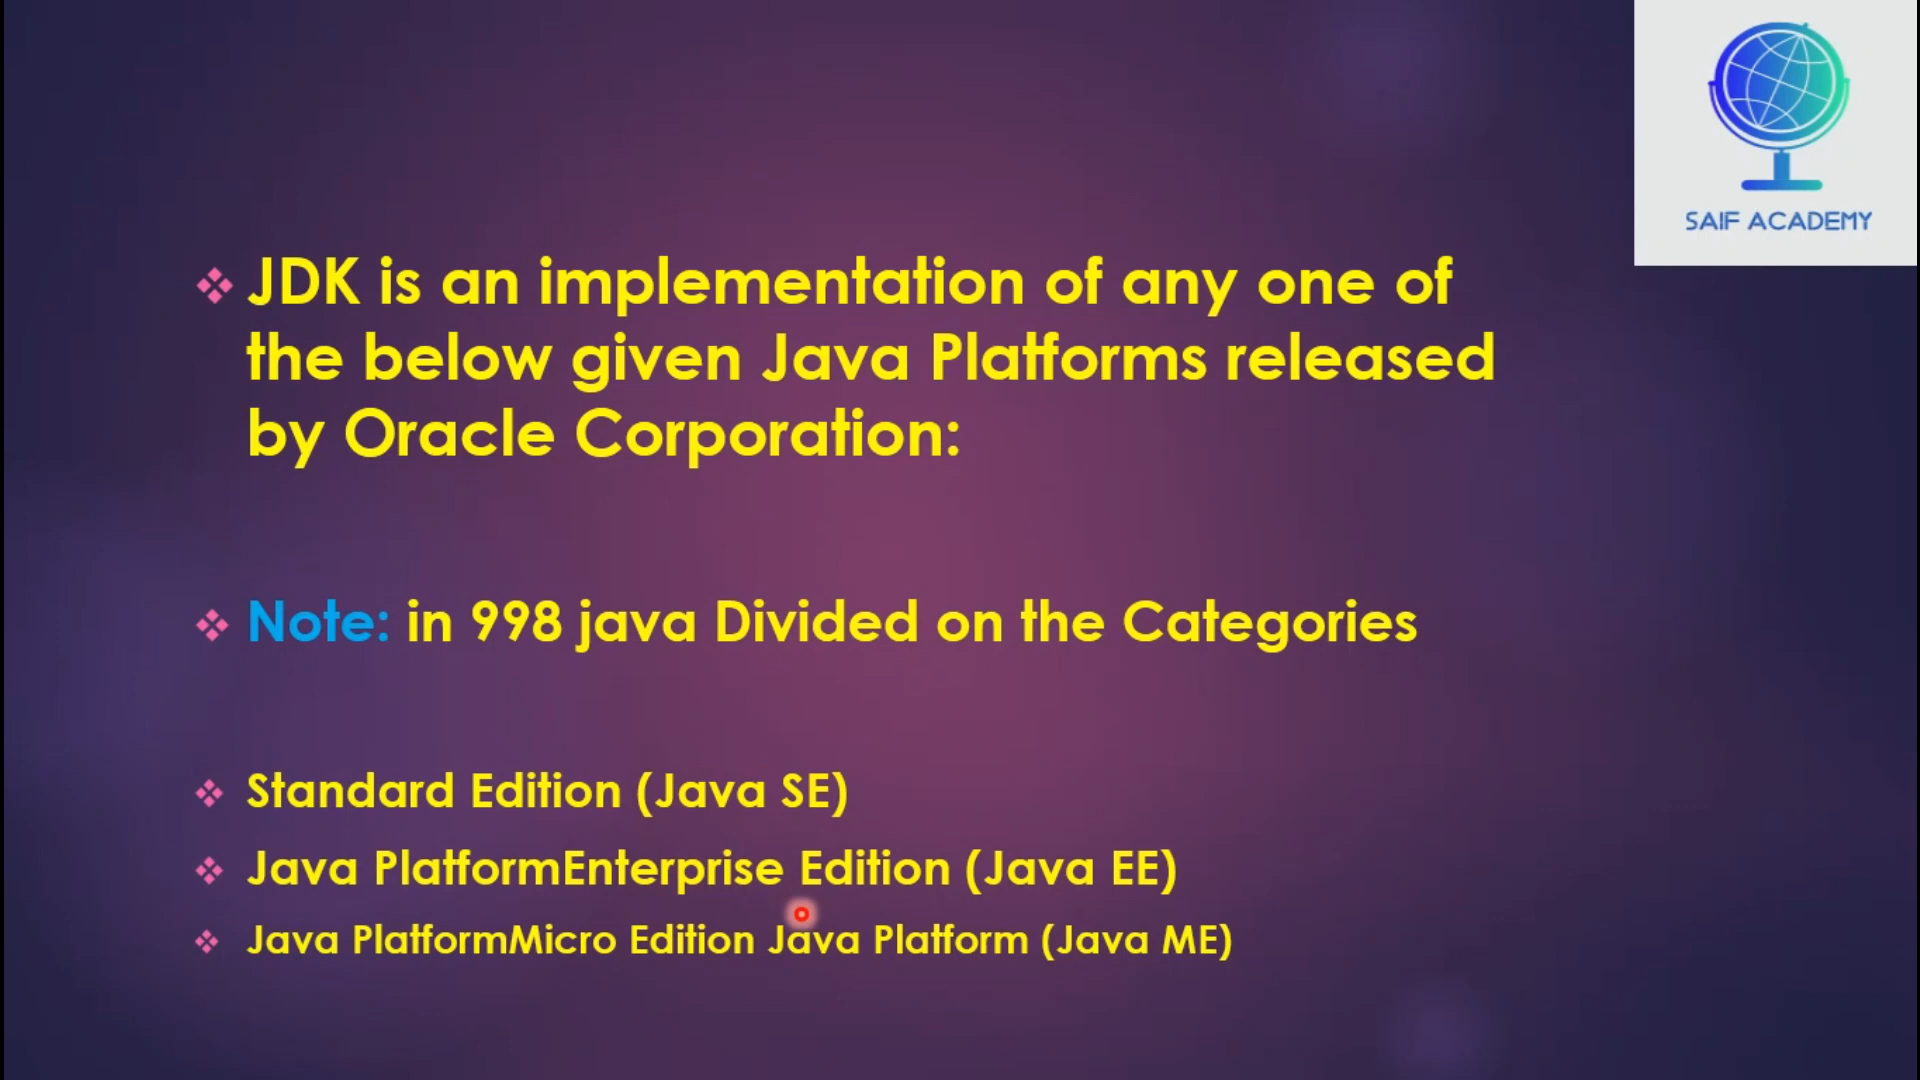 SAIF ACADEMY
JDK is an implementation of any one of
the below given Java Platforms released
by Oracle Corporation:
Note: in 998 java Divided on the Categories
Standard Edition (Java SE)
Java PlatformEnterprise Edition (Java EE)
Java PlatformMicro Edition Java Platform (Java ME)